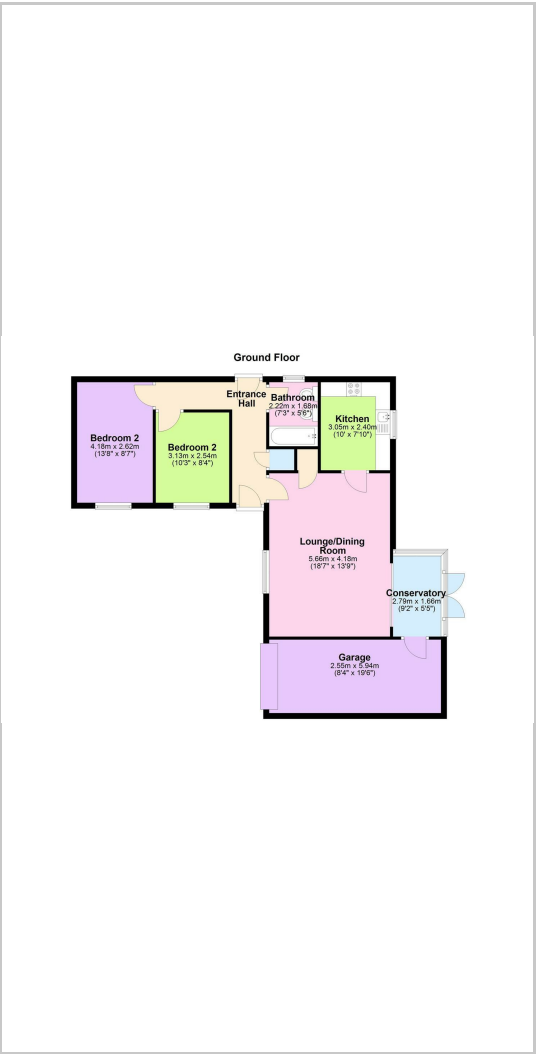 Ground Floor
Entrance
Hall
Bathroom
2.22m x 1.68m
(7'3" x 5'6")
Kitchen
3.05m x 2.40m
(10' x 7'10")
Bedroom 2
4.18m x 2.62m
(13'8" x 8'7")
Bedroom 2
3.13m x 2.54m
(10'3" x 8'4")
Lounge/Dining
Room
5.66m x 4.18m
(18'7" x 13'9")
Conservatory
2.79m x 1.66m
(9'2" x 5'5")
Garage
2.55m x 5.94m
(8'4" x 19'6")